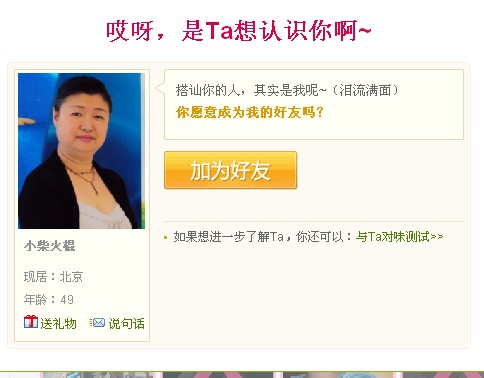 哎呀，是Ta想认识你啊~
搭讪你的人，其实是我呢~（泪流满面）
你愿意成为我的好友吗？
加为好友
小柴火棍
现居：北京
年龄：49
送礼物 说句话
如果想进一步了解Ta，你还可以：与Ta对味测试>>